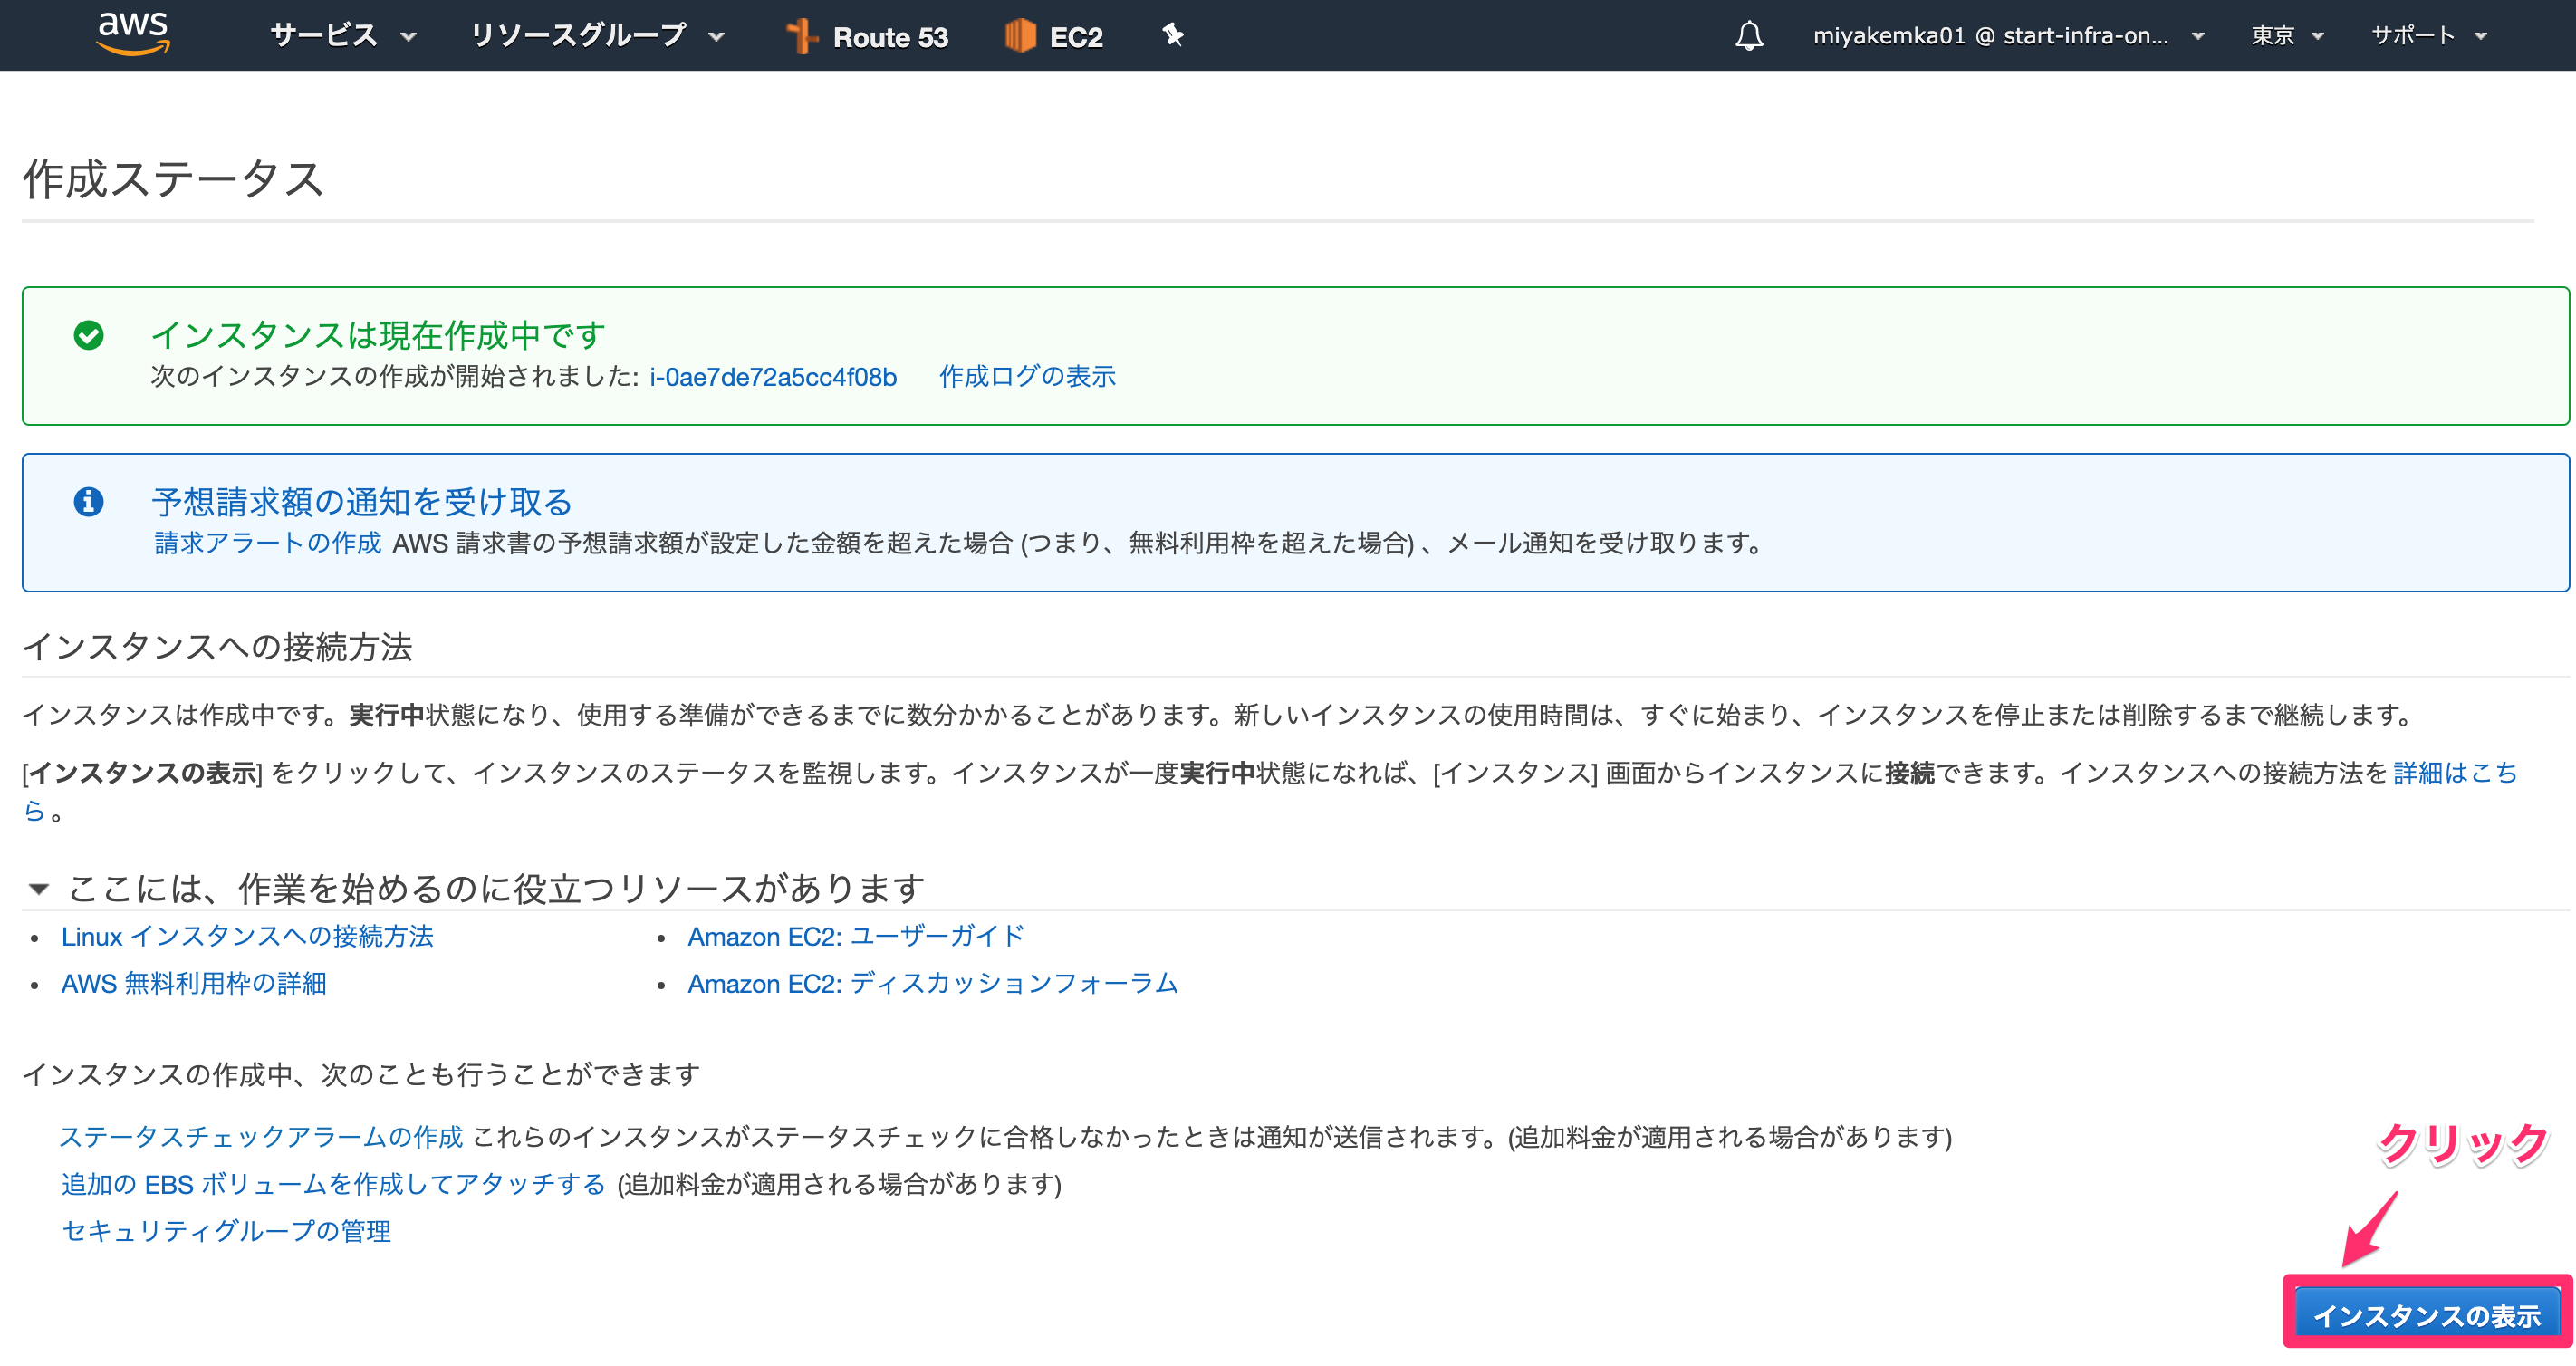 aws サービス リソースグループ Route 53 EC2 miyakemka01 @ start-infra-on... 東京 サポート
作成ステータス
インスタンスは現在作成中です
次のインスタンスの作成が開始されました: i-0ae7de72a5cc4f08b 作成ログの表示
予想請求額の通知を受け取る
請求アラートの作成 AWS 請求書の予想請求額が設定した金額を超えた場合 (つまり、無料利用枠を超えた場合) 、メール通知を受け取ります。
インスタンスへの接続方法
インスタンスは作成中です。実行中状態になり、使用する準備ができるまでに数分かかることがあります。新しいインスタンスの使用時間は、すぐに始まり、インスタンスを停止または削除するまで継続します。
[インスタンスの表示] をクリックして、インスタンスのステータスを監視します。インスタンスが一度実行中状態になれば、[インスタンス] 画面からインスタンスに接続できます。インスタンスへの接続方法を 詳細はこち
ら 。
ここには、作業を始めるのに役立つリソースがあります
• Linux インスタンスへの接続方法 • Amazon EC2: ユーザーガイド
• AWS 無料利用枠の詳細 • Amazon EC2: ディスカッションフォーラム
インスタンスの作成中、次のことも行うことができます
ステータスチェックアラームの作成 これらのインスタンスがステータスチェックに合格しなかったときは通知が送信されます。(追加料金が適用される場合があります)
追加の EBS ボリュームを作成してアタッチする (追加料金が適用される場合があります)
セキュリティグループの管理
クリック
インスタンスの表示